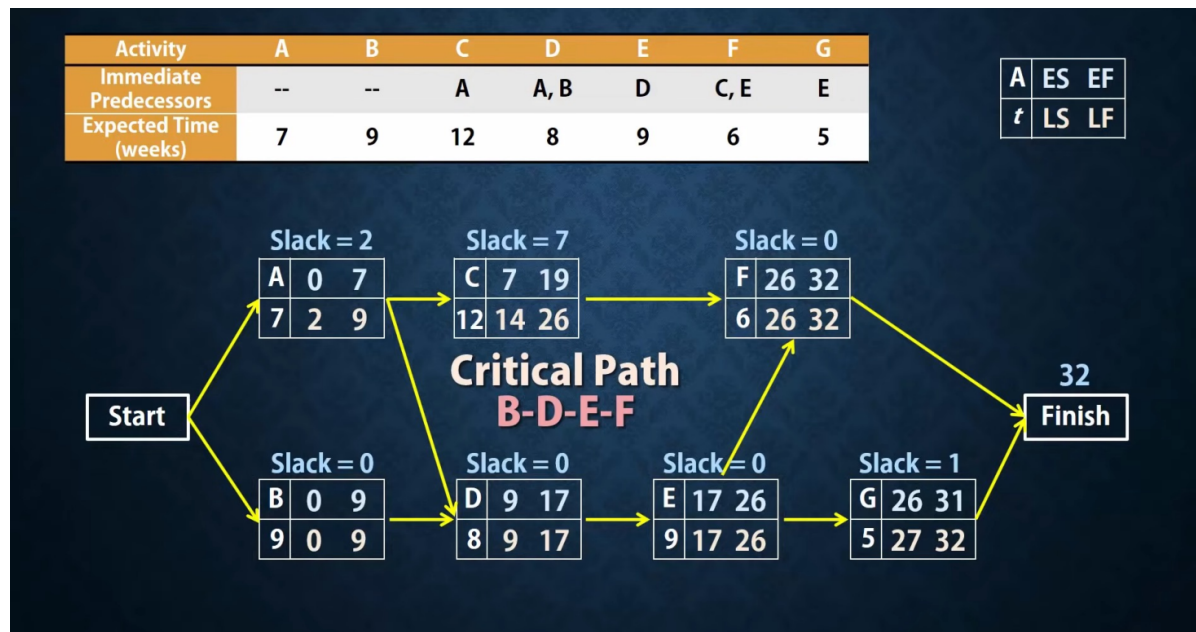 Activity A B C D E F G
Immediate Predecessors -- -- A A, B D C, E E
Expected Time (weeks) 7 9 12 8 9 6 5
A ES EF
t LS LF
Slack = 2 Slack = 7 Slack = 0
A 0 7 C 7 19 F 26 32
7 2 9 12 14 26 6 26 32
Critical Path
B-D-E-F
32
Start Finish
Slack = 0 Slack = 0 Slack = 0 Slack = 1
B 0 9 D 9 17 E 17 26 G 26 31
9 0 9 8 9 17 9 17 26 5 27 32